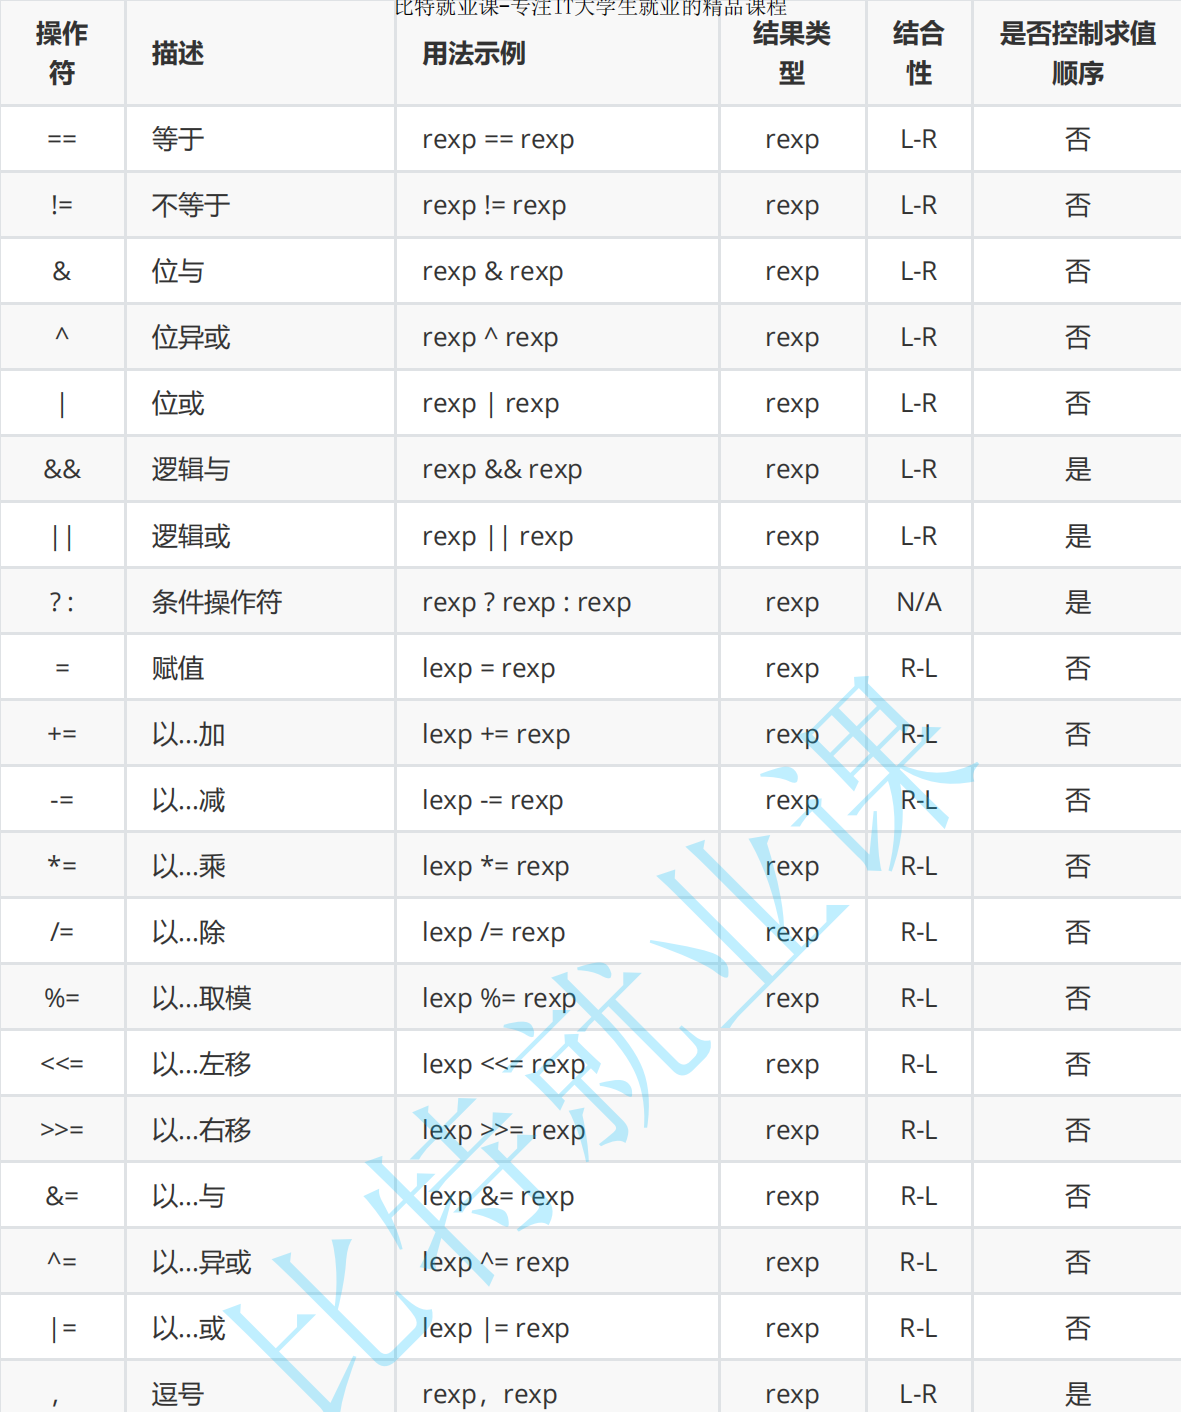 比特就业课-专注IT大学生就业的精品课程
操作符 描述 用法示例 结果类型 结合性 是否控制求值顺序
== 等于 rexp == rexp rexp L-R 否
!= 不等于 rexp != rexp rexp L-R 否
& 位与 rexp & rexp rexp L-R 否
^ 位异或 rexp ^ rexp rexp L-R 否
| 位或 rexp | rexp rexp L-R 否
&& 逻辑与 rexp && rexp rexp L-R 是
|| 逻辑或 rexp || rexp rexp L-R 是
? : 条件操作符 rexp ? rexp : rexp rexp N/A 是
= 赋值 lexp = rexp rexp R-L 否
+= 以...加 lexp += rexp rexp R-L 否
-= 以...减 lexp -= rexp rexp R-L 否
*= 以...乘 lexp *= rexp rexp R-L 否
/= 以...除 lexp /= rexp rexp R-L 否
%= 以...取模 lexp %= rexp rexp R-L 否
<<= 以...左移 lexp <<= rexp rexp R-L 否
>>= 以...右移 lexp >>= rexp rexp R-L 否
&= 以...与 lexp &= rexp rexp R-L 否
^= 以...异或 lexp ^= rexp rexp R-L 否
|= 以...或 lexp |= rexp rexp R-L 否
, 逗号 rexp，rexp rexp L-R 是
比特就业课